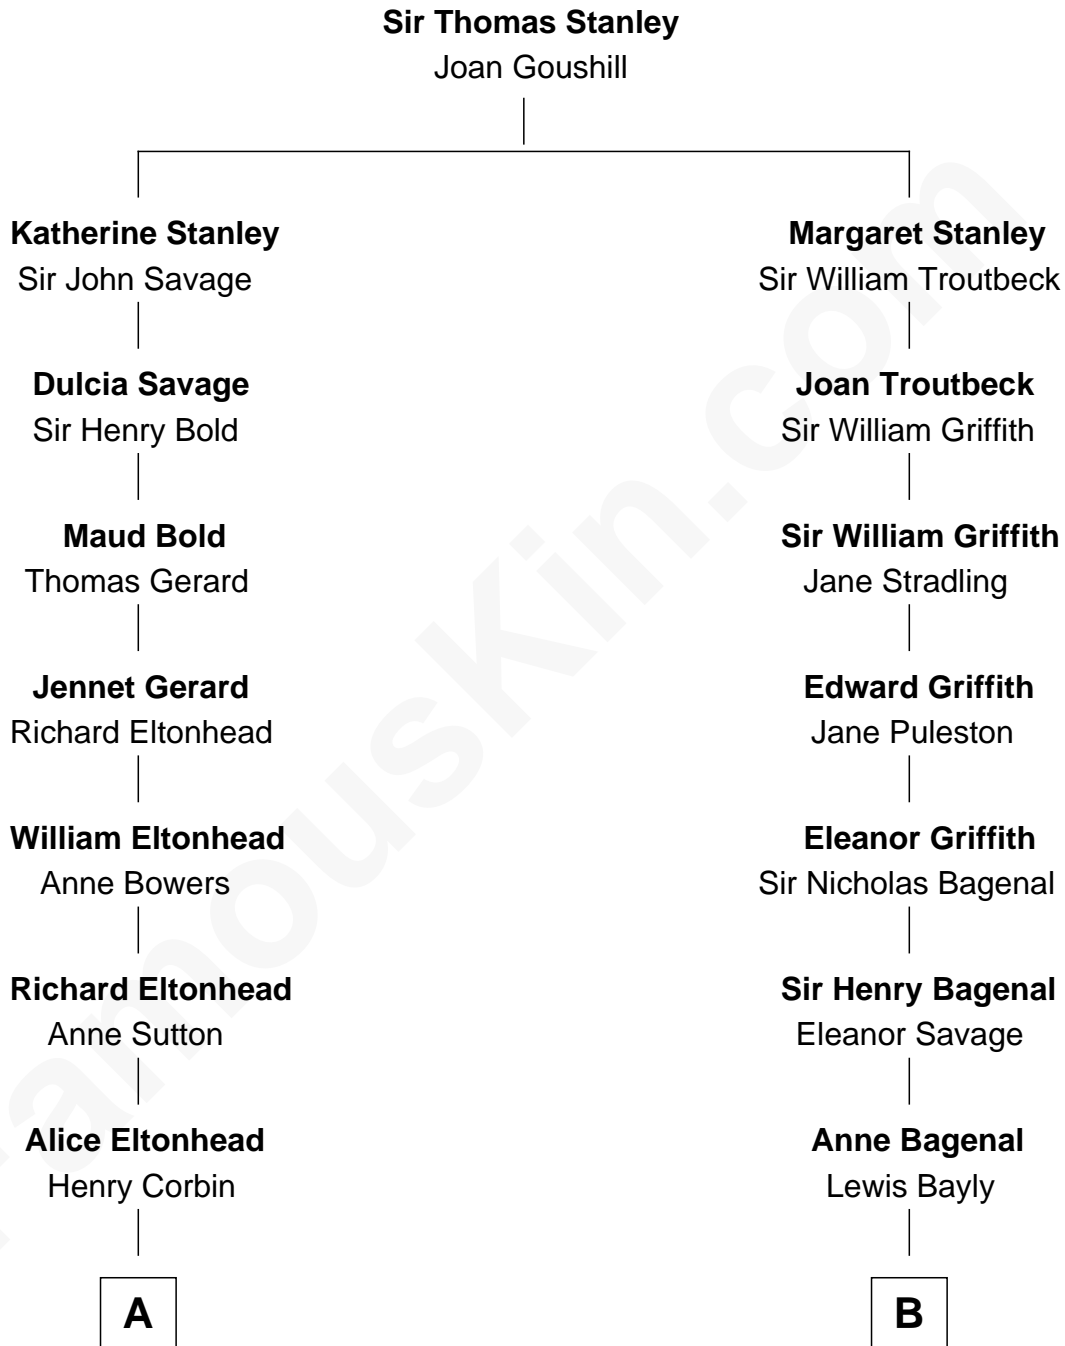 Sir Thomas Stanley
Joan Goushill
Katherine Stanley
Sir John Savage
Margaret Stanley
Sir William Troutbeck
Dulcia Savage
Sir Henry Bold
Joan Troutbeck
Sir William Griffith
Maud Bold
Thomas Gerard
Sir William Griffith
Jane Stradling
Jennet Gerard
Richard Eltonhead
Edward Griffith
Jane Puleston
William Eltonhead
Anne Bowers
Eleanor Griffith
Sir Nicholas Bagenal
Richard Eltonhead
Anne Sutton
Sir Henry Bagenal
Eleanor Savage
Alice Eltonhead
Henry Corbin
Anne Bagenal
Lewis Bayly
A
B
FamousKin.com